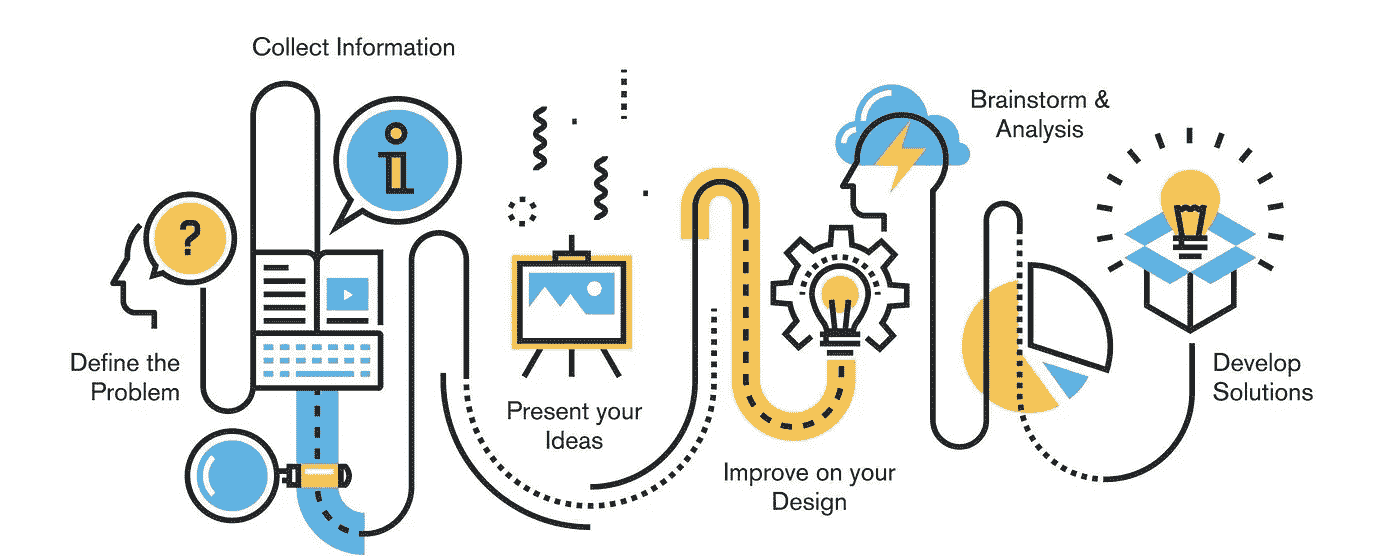 Collect Information
Define the
Problem
?
i
Present your
Ideas
Improve on your
Design
Brainstorm &
Analysis
Develop
Solutions